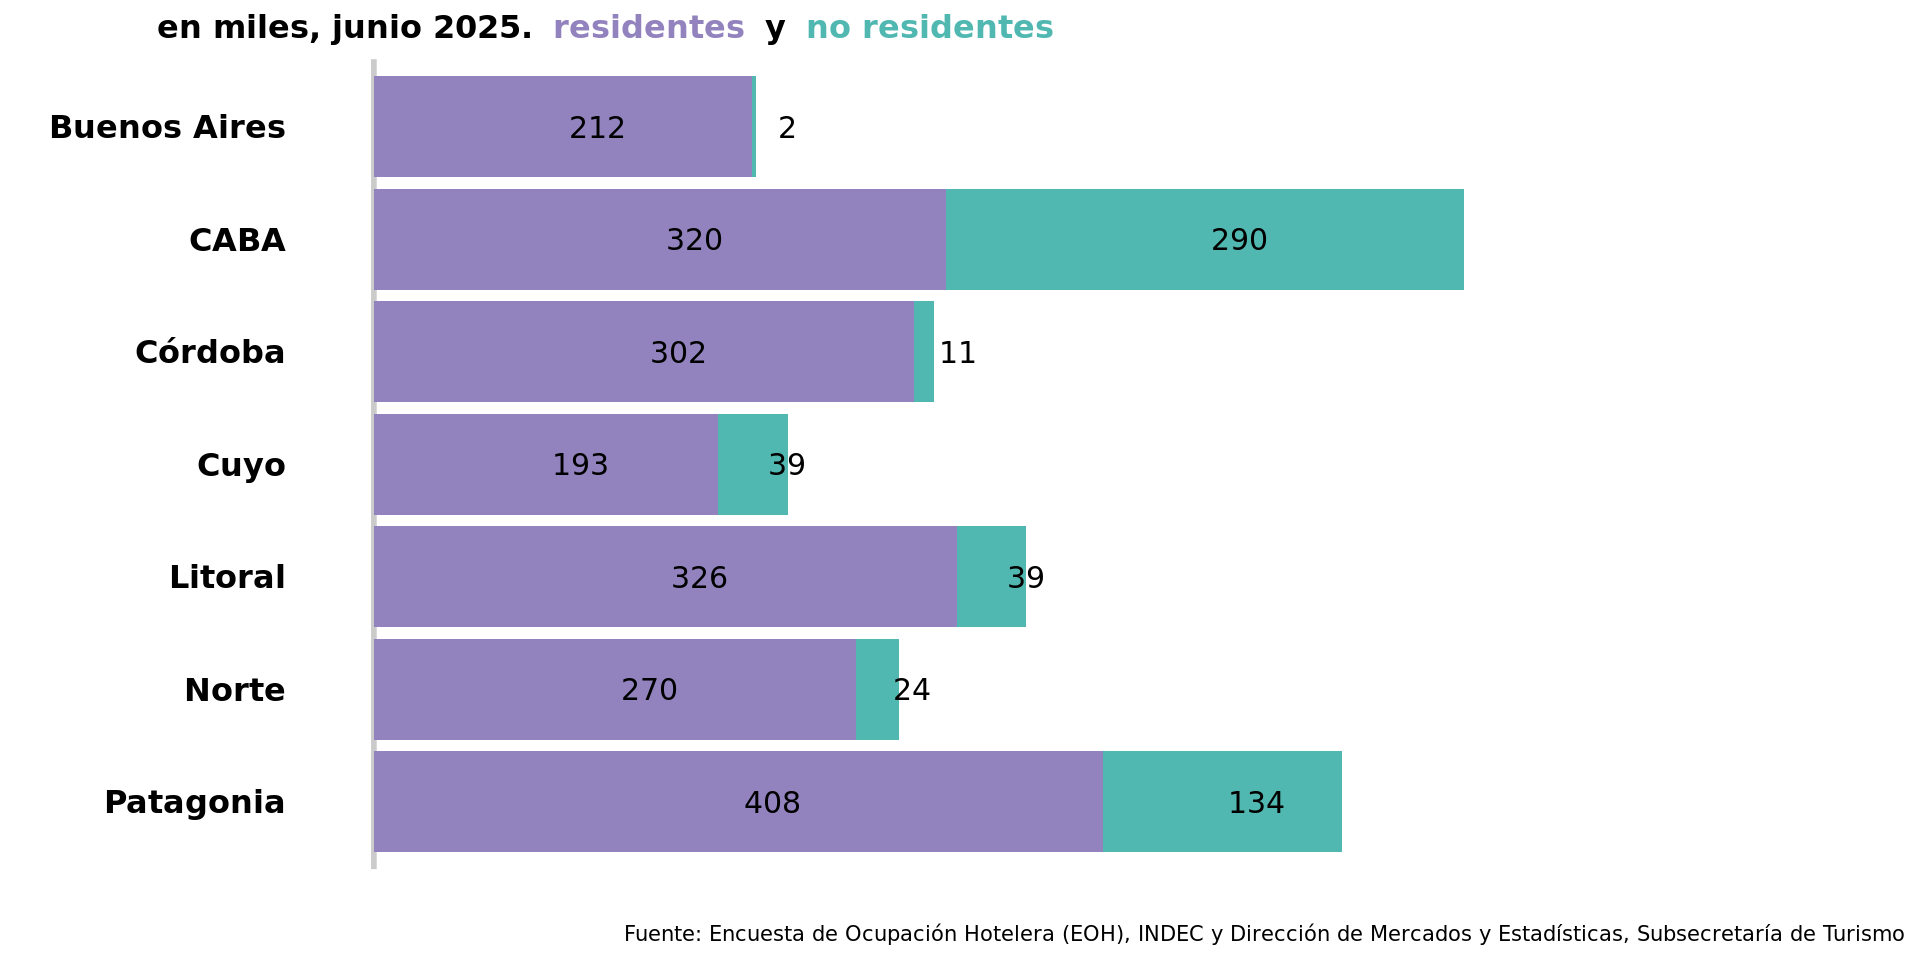 en miles, junio 2025. residentes y no residentes
Buenos Aires 212 2
CABA 320 290
Córdoba 302 11
Cuyo 193 39
Litoral 326 39
Norte 270 24
Patagonia 408 134
Fuente: Encuesta de Ocupación Hotelera (EOH), INDEC y Dirección de Mercados y Estadísticas, Subsecretaría de Turismo